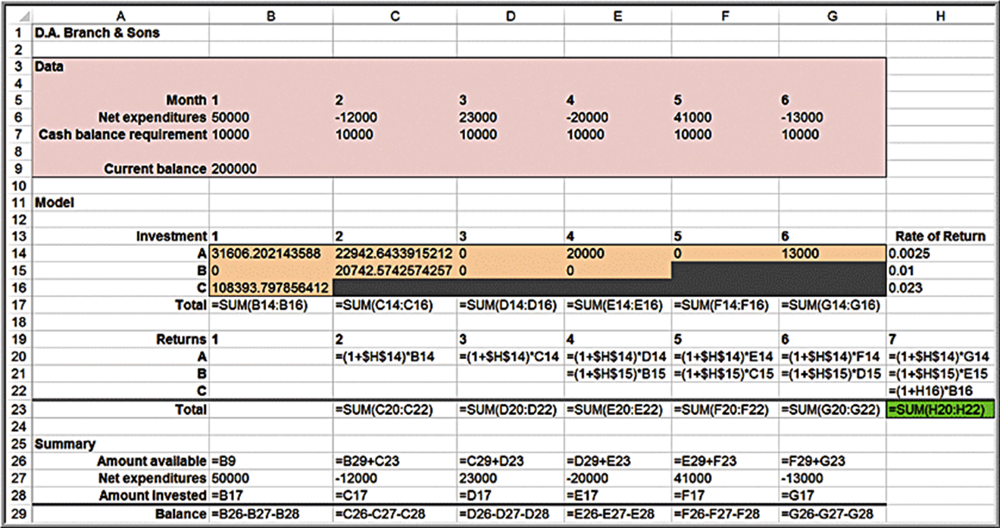 A B C D E F G H
1 D.A. Branch & Sons
2
3 Data
4
5 Month 1 2 3 4 5 6
6 Net expenditures 50000 -12000 23000 -20000 41000 -13000
7 Cash balance requirement 10000 10000 10000 10000 10000 10000
8
9 Current balance 200000
10
11 Model
12
13 Investment 1 2 3 4 5 6 Rate of Return
14 A 31606.202143588 22942.6433915212 0 20000 0 13000 0.0025
15 B 0 20742.5742574257 0 0 0.01
16 C 108393.797856412 0.023
17 Total =SUM(B14:B16) =SUM(C14:C16) =SUM(D14:D16) =SUM(E14:E16) =SUM(F14:F16) =SUM(G14:G16)
18
19 Returns 1 2 3 4 5 6 7
20 A =(1+$H$14)*B14 =(1+$H$14)*C14 =(1+$H$14)*D14 =(1+$H$14)*E14 =(1+$H$14)*F14 =(1+$H$14)*G14
21 B =(1+$H$15)*B15 =(1+$H$15)*C15 =(1+$H$15)*D15 =(1+$H$15)*E15
22 C =(1+H16)*B16
23 Total =SUM(C20:C22) =SUM(D20:D22) =SUM(E20:E22) =SUM(F20:F22) =SUM(G20:G22) =SUM(H20:H22)
24
25 Summary
26 Amount available =B9 =B29+C23 =C29+D23 =D29+E23 =E29+F23 =F29+G23
27 Net expenditures 50000 -12000 23000 -20000 41000 -13000
28 Amount Invested =B17 =C17 =D17 =E17 =F17 =G17
29 Balance =B26-B27-B28 =C26-C27-C28 =D26-D27-D28 =E26-E27-E28 =F26-F27-F28 =G26-G27-G28